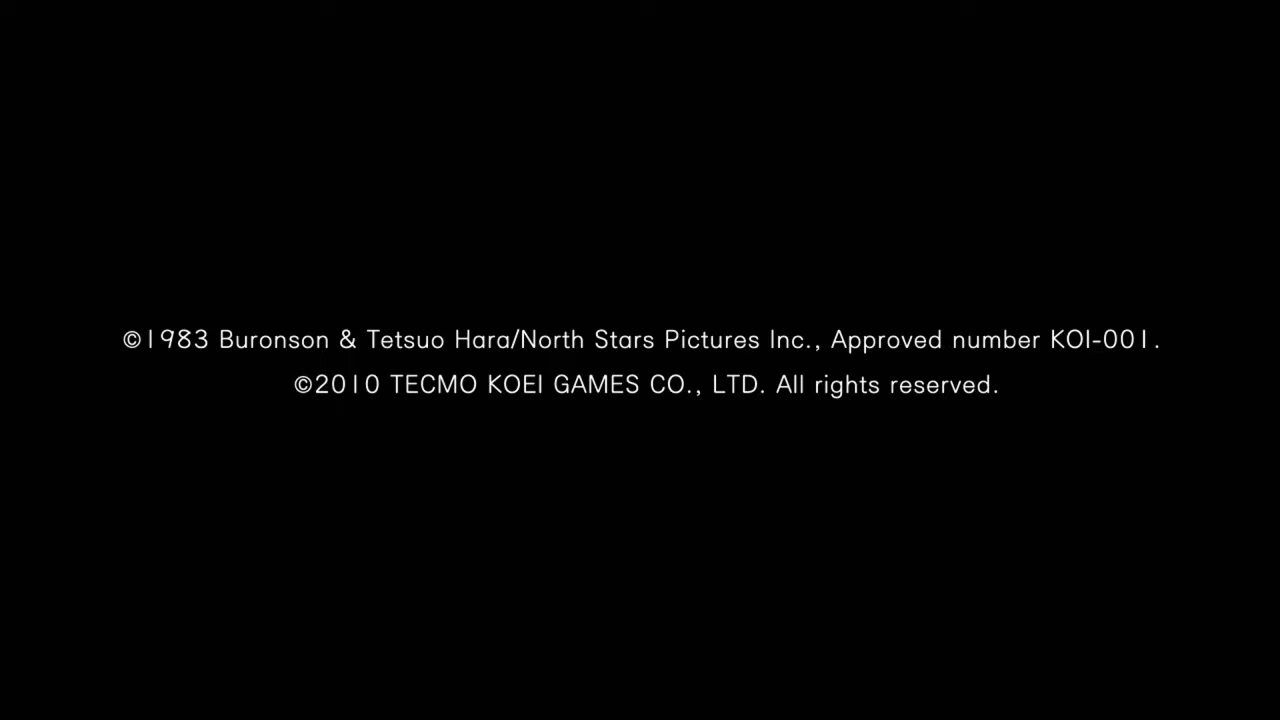 ©1983 Buronson & Tetsuo Hara/North Stars Pictures Inc., Approved number KOI-001.
©2010 TECMO KOEI GAMES CO., LTD. All rights reserved.